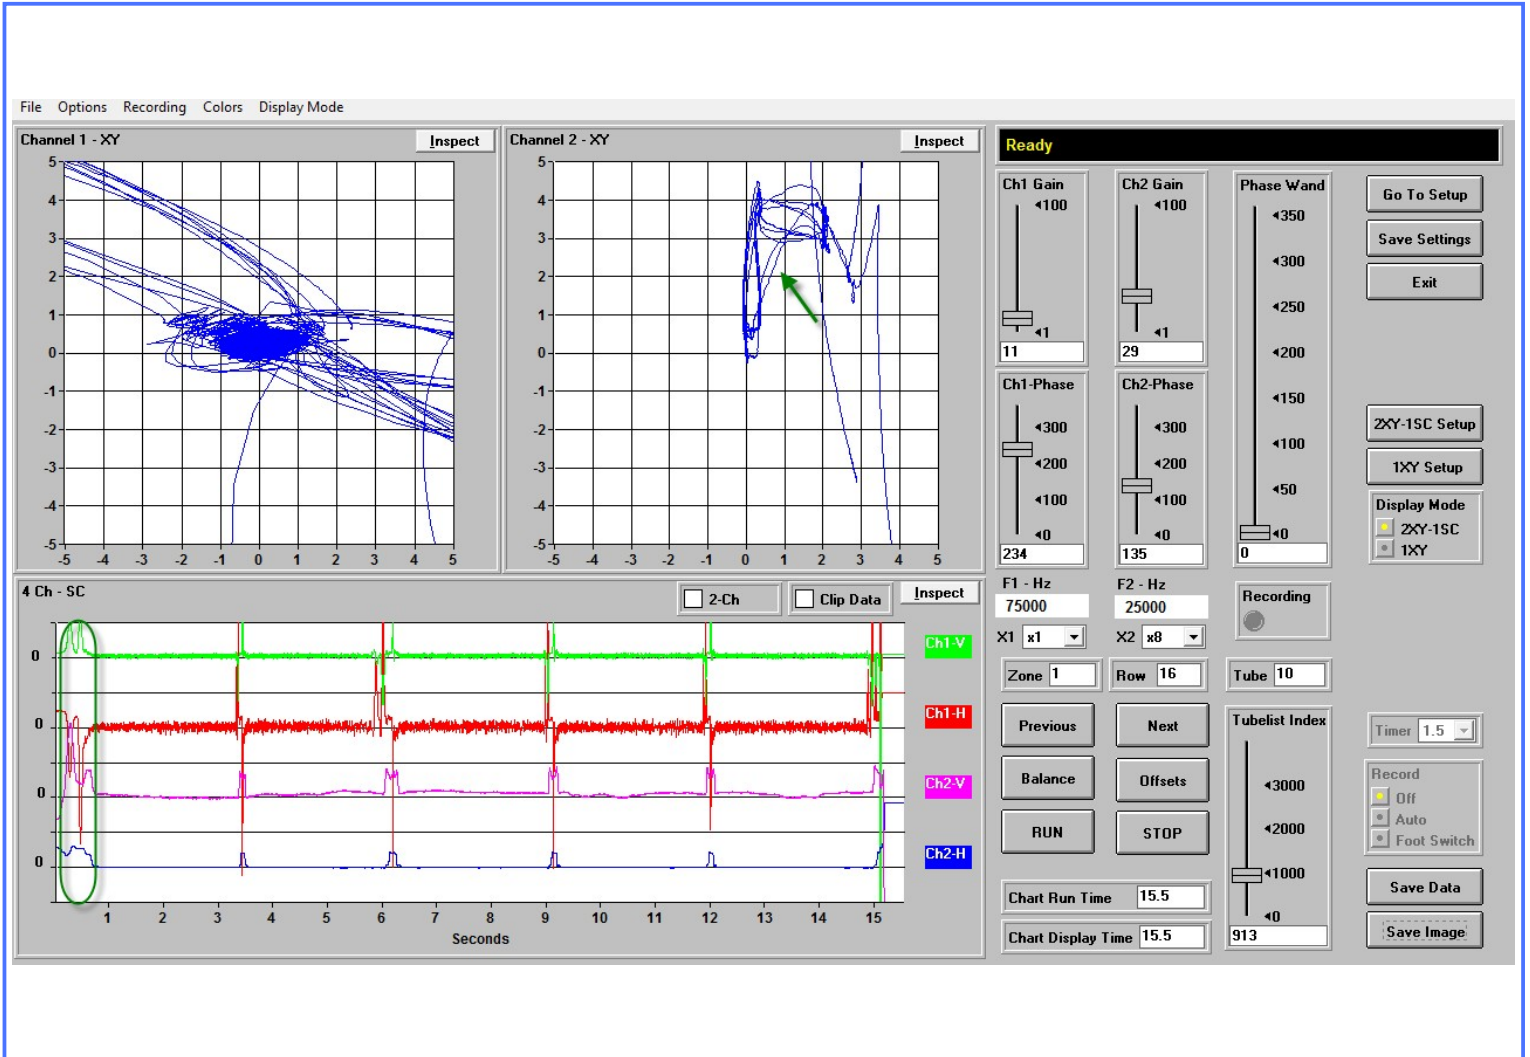 File Options Recording Colors Display Mode
Channel 1 - XY
Inspect
5
4
3
2
1
0
-1
-2
-3
-4
-5
-5 -4 -3 -2 -1 0 1 2 3 4 5
Channel 2 - XY
Inspect
5
4
3
2
1
0
-1
-2
-3
-4
-5
-5 -4 -3 -2 -1 0 1 2 3 4 5
4 Ch - SC
2-Ch
Clip Data
Inspect
0
0
0
0
Ch1-V
Ch1-H
Ch2-V
Ch2-H
1 2 3 4 5 6 7 8 9 10 11 12 13 14 15
Seconds
Ready
Ch1 Gain
100
1
11
Ch2 Gain
100
1
29
Phase Wand
350
300
250
200
150
100
50
0
0
Ch1-Phase
300
200
100
0
234
Ch2-Phase
300
200
100
0
135
Go To Setup
Save Settings
Exit
2XY-1SC Setup
1XY Setup
Display Mode
2XY-1SC
1XY
F1 - Hz
75000
F2 - Hz
25000
Recording
X1 x1
X2 x8
Zone 1
Row 16
Tube 10
Previous
Next
Balance
Offsets
RUN
STOP
Tubelist Index
3000
2000
1000
0
913
Timer 1.5
Record
Off
Auto
Foot Switch
Chart Run Time 15.5
Chart Display Time 15.5
Save Data
Save Image